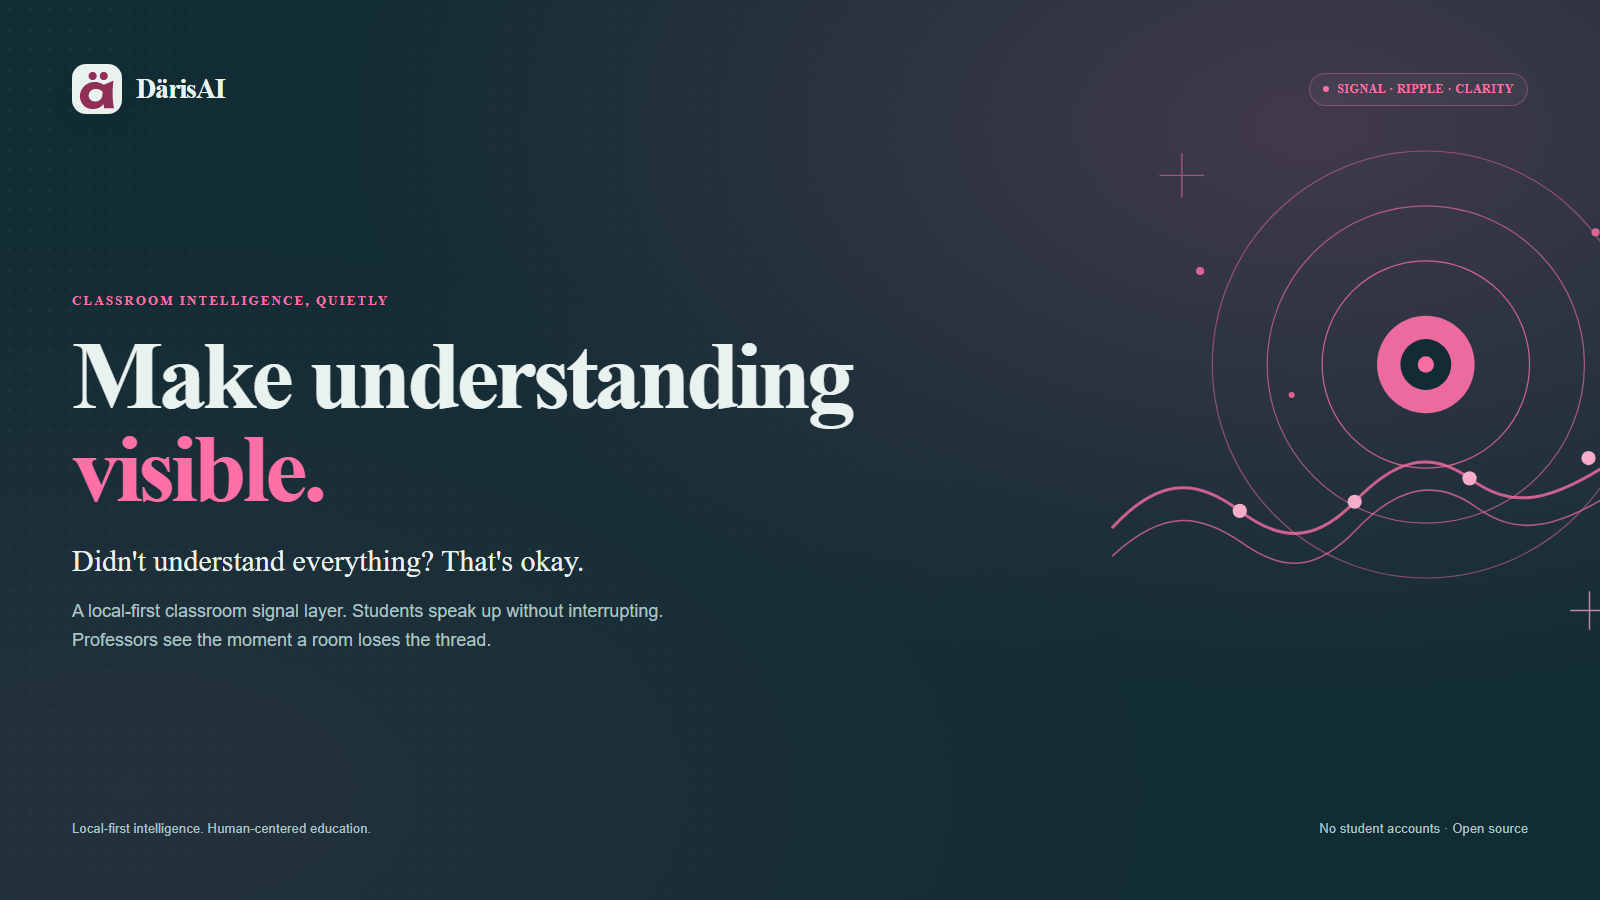 ä
DärisAI
SIGNAL · RIPPLE · CLARITY
CLASSROOM INTELLIGENCE, QUIETLY
Make understanding
visible.
Didn't understand everything? That's okay.
A local-first classroom signal layer. Students speak up without interrupting.
Professors see the moment a room loses the thread.
Local-first intelligence. Human-centered education.
No student accounts · Open source